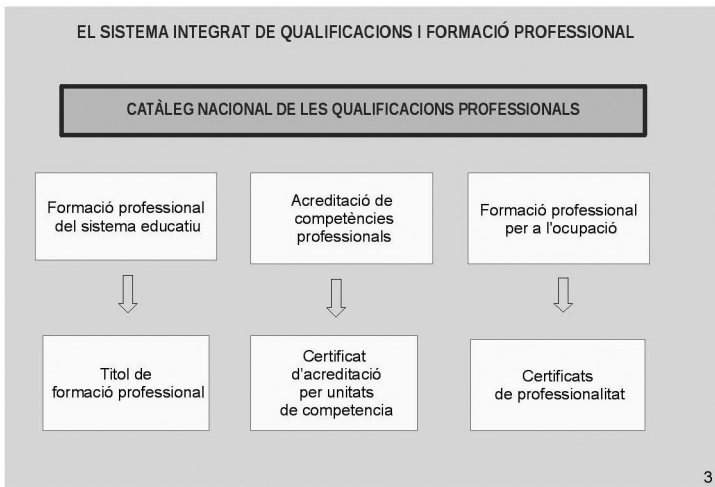 EL SISTEMA INTEGRAT DE QUALIFICACIONS I FORMACIÓ PROFESSIONAL
CATÀLEG NACIONAL DE LES QUALIFICACIONS PROFESSIONALS
Formació professional
del sistema educatiu
Acreditació de
competències
professionals
Formació professional
per a l'ocupació
Titol de
formació professional
Certificat
d'acreditació
per unitats
de competencia
Certificats
de professionalitat
3